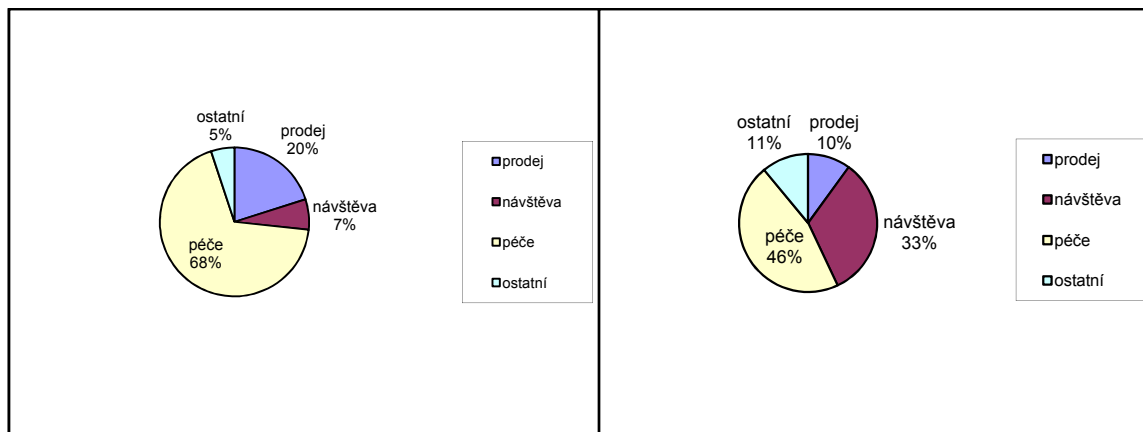 ostatní
5%
prodej
20%
návštěva
7%
péče
68%
prodej
návštěva
péče
ostatní
ostatní
11%
prodej
10%
návštěva
33%
péče
46%
prodej
návštěva
péče
ostatní